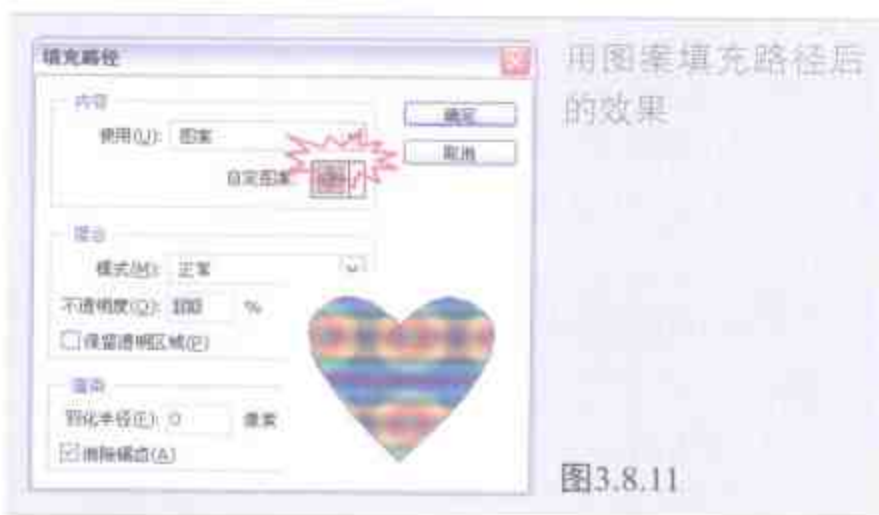 填充路径
用图案填充路径后
的效果
内容
确定
使用(U): 图案
取消
自定图案
混合
模式(M): 正常
不透明度(O): 100 %
保留透明区域(P)
渲染
羽化半径(F): 0 像素
消除锯齿(A)
图3.8.11